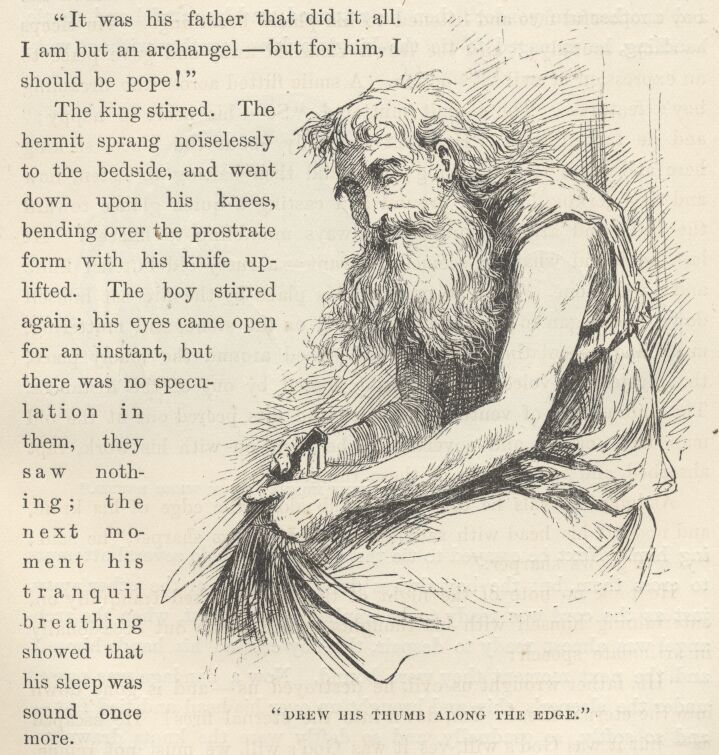 "It was his father that did it all.
I am but an archangel—but for him, I
should be pope!"
The king stirred. The
hermit sprang noiselessly
to the bedside, and went
down upon his knees,
bending over the prostrate
form with his knife up-
lifted. The boy stirred
again; his eyes came open
for an instant, but
there was no specu-
lation in
them, they
saw noth-
ing; the
next mo-
ment his
tranquil
breathing
showed that
his sleep was
sound once
more.
"DREW HIS THUMB ALONG THE EDGE."